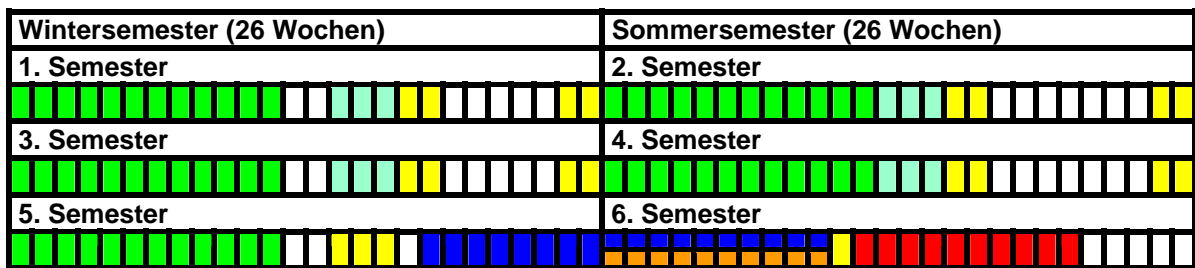 Wintersemester (26 Wochen) Sommersemester (26 Wochen)
1. Semester 2. Semester
3. Semester 4. Semester
5. Semester 6. Semester